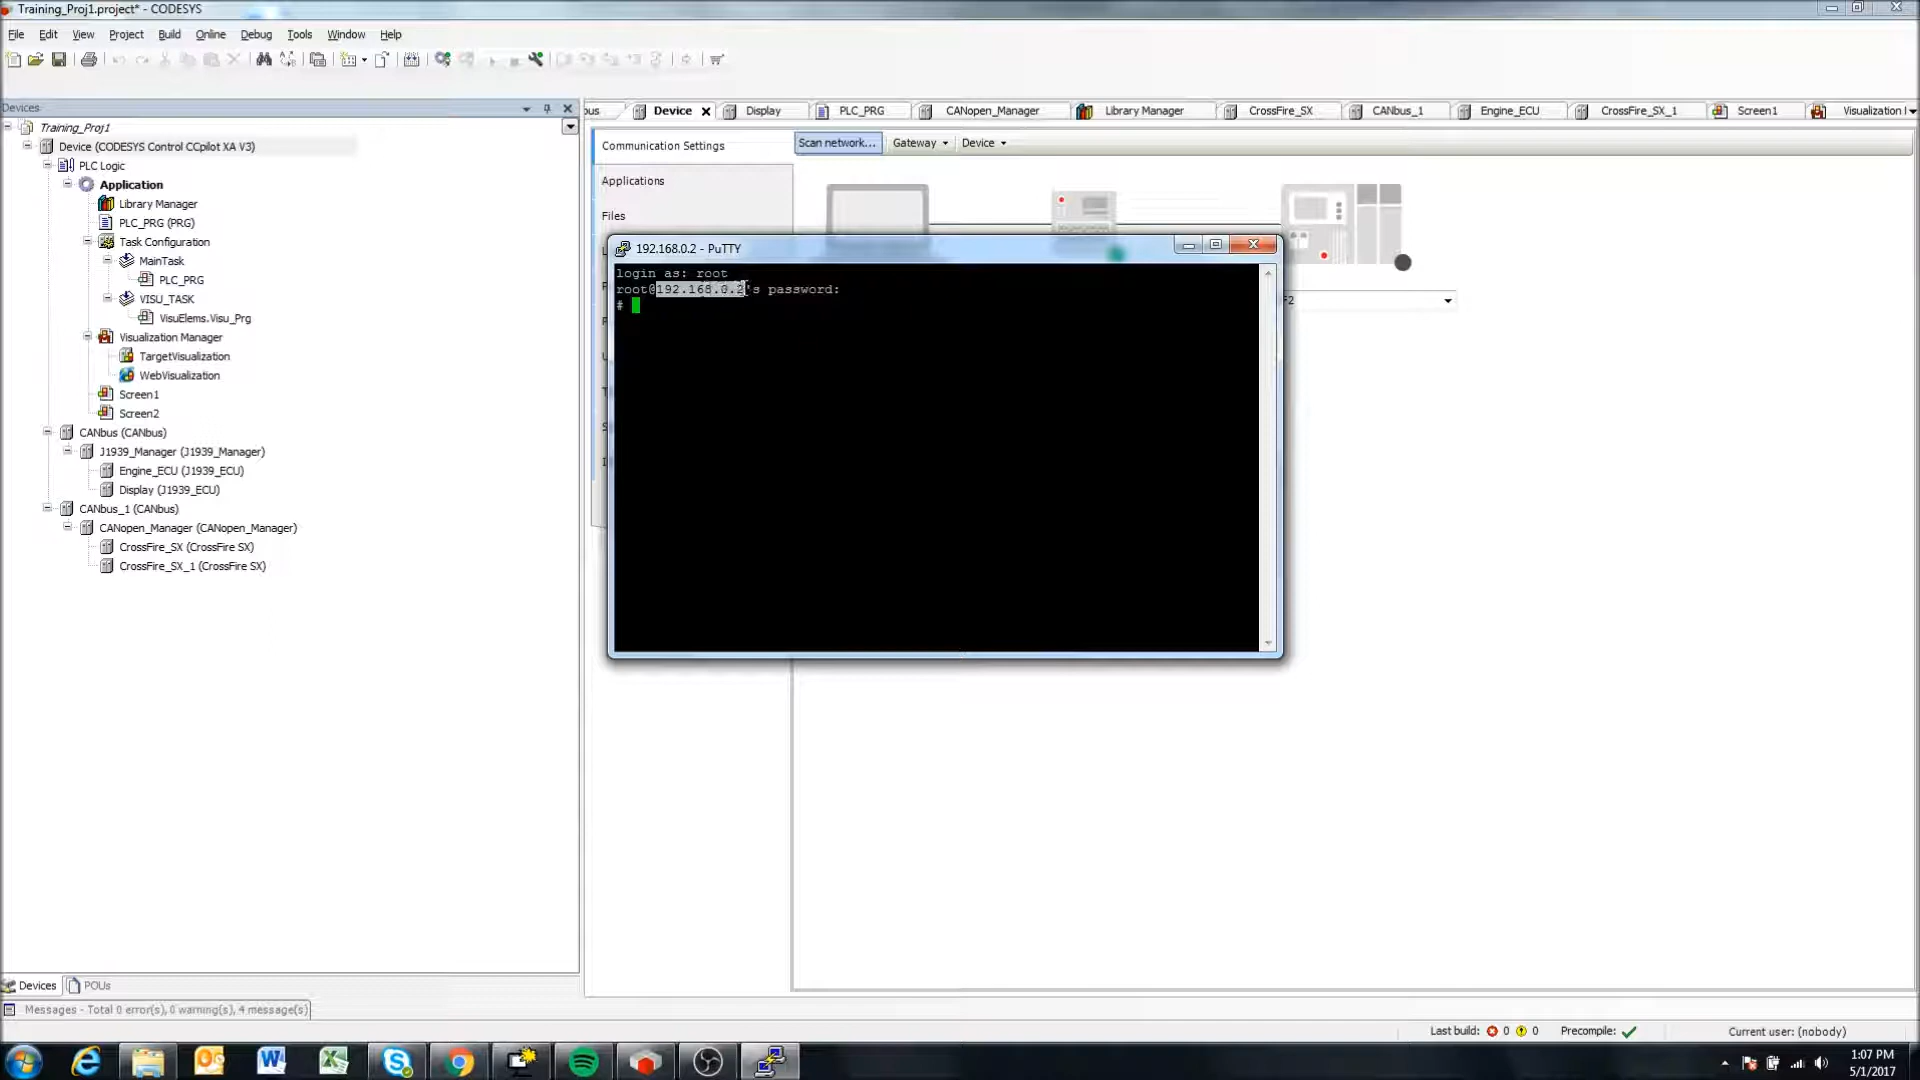 Training_Proj1.project* - CODESYS
File Edit View Project Build Online Debug Tools Window Help
Devices
Training_Proj1
Device (CODESYS Control CCpilot XA V3)
PLC Logic
Application
Library Manager
PLC_PRG (PRG)
Task Configuration
MainTask
PLC_PRG
VISU_TASK
VisuElems.Visu_Prg
Visualization Manager
TargetVisualization
WebVisualization
Screen1
Screen2
CANbus (CANbus)
J1939_Manager (J1939_Manager)
Engine_ECU (J1939_ECU)
Display (J1939_ECU)
CANbus_1 (CANbus)
CANopen_Manager (CANopen_Manager)
CrossFire_SX (CrossFire SX)
CrossFire_SX_1 (CrossFire SX)
Devices POUs
bus Device Display PLC_PRG CANopen_Manager Library Manager CrossFire_SX CANbus_1 Engine_ECU CrossFire_SX_1 Screen1 Visualization
Communication Settings
Applications
Files
Scan network... Gateway Device
192.168.0.2 - PuTTY
login as: root
root@192.168.0.2's password:
#
Messages - Total 0 error(s), 0 warning(s), 4 message(s)
Last build: 0 0 Precompile: Current user: (nobody)
1:07 PM
5/1/2017